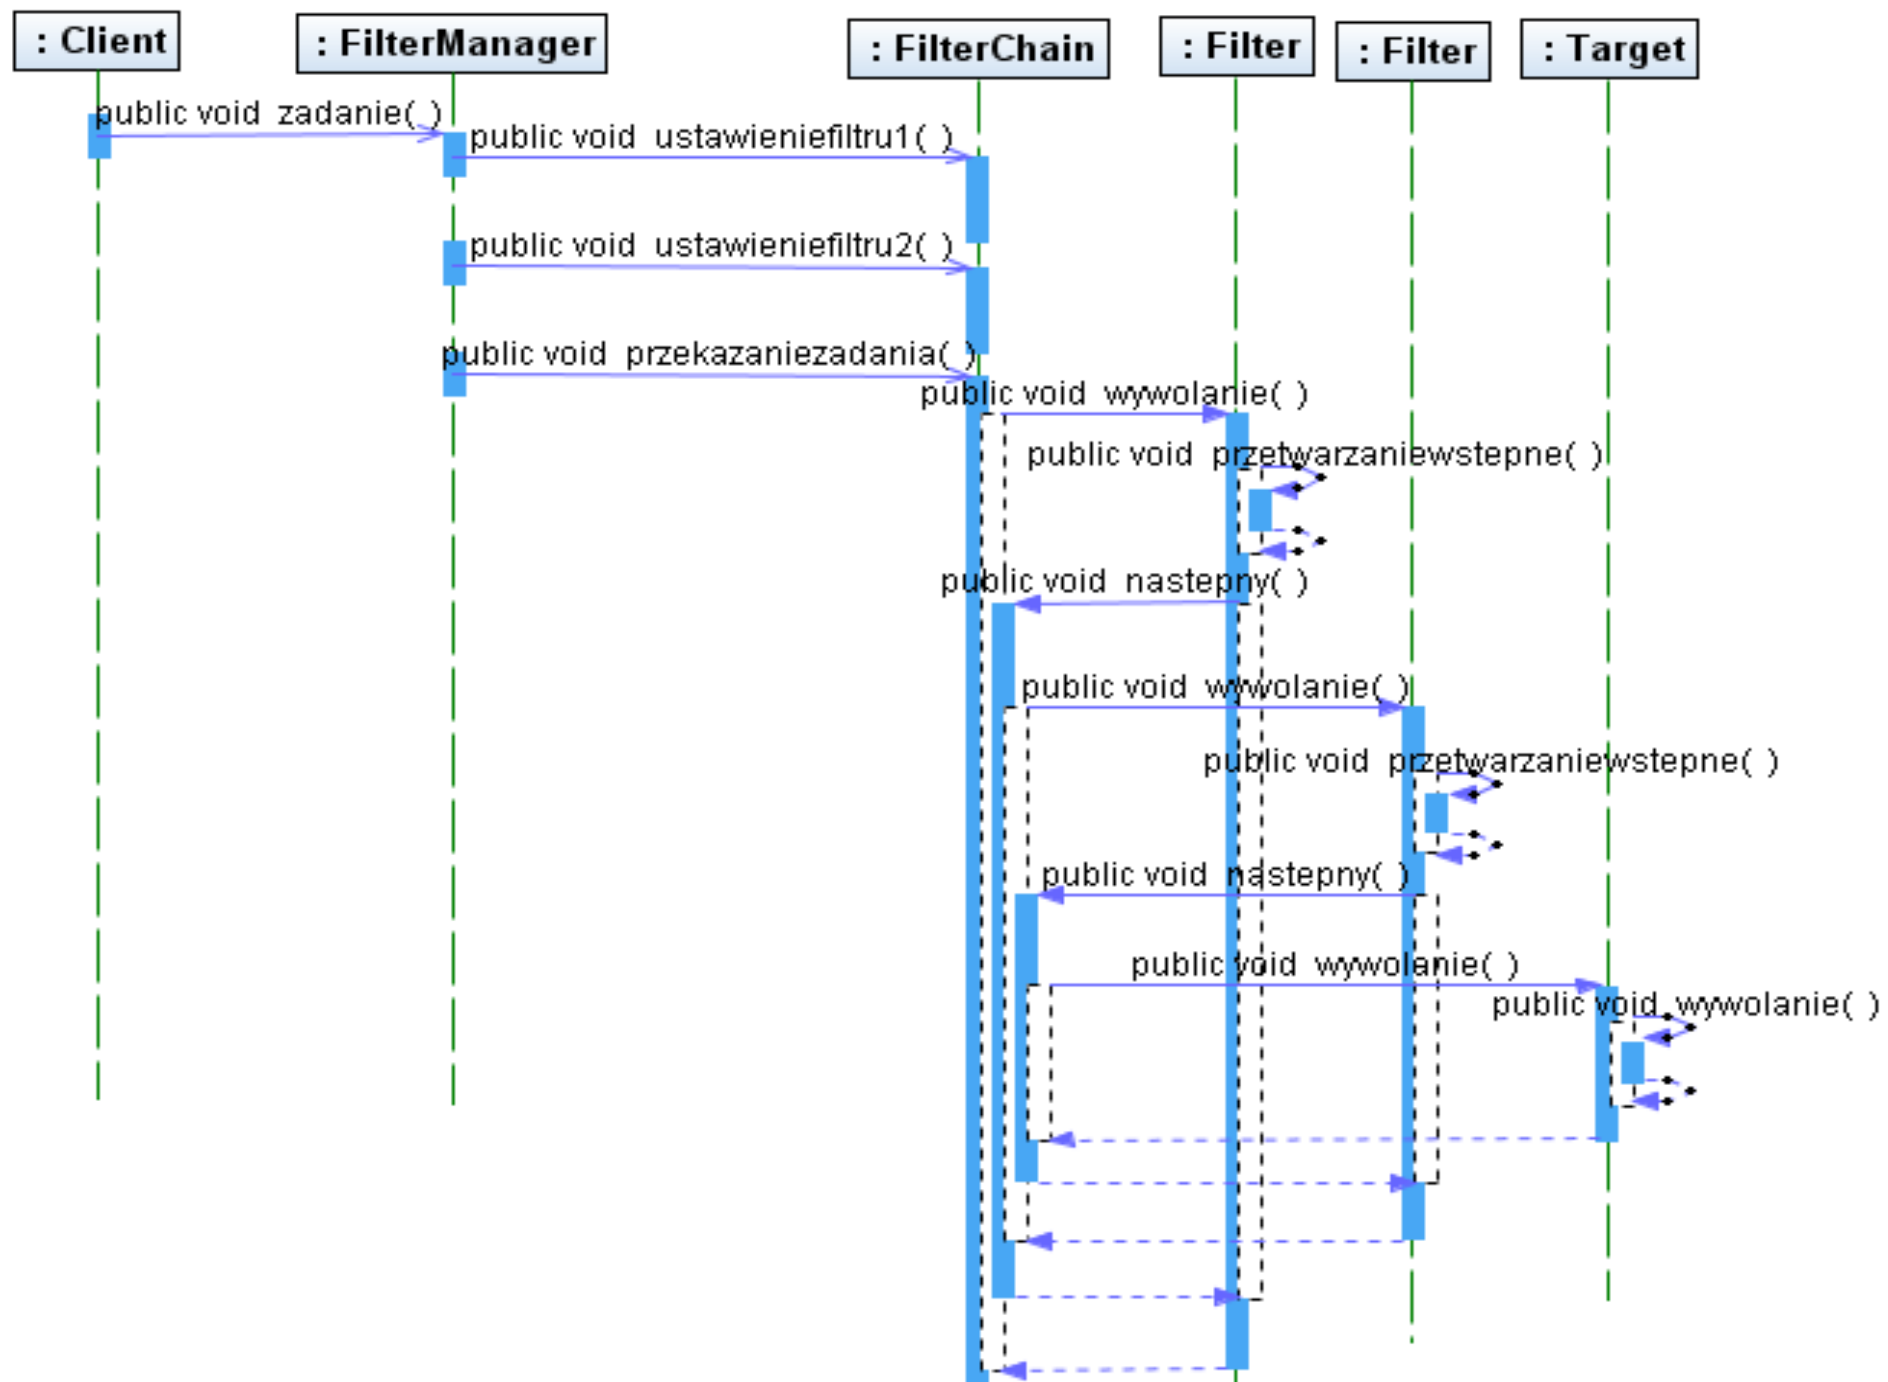 : Client
: FilterManager
: FilterChain
: Filter
: Filter
: Target
public void zadanie( )
public void ustawieniefiltru1( )
public void ustawieniefiltru2( )
public void przekazaniezadania( )
public void wywolanie( )
public void przetwarzaniewstepne( )
public void nastepny( )
public void wywolanie( )
public void przetwarzaniewstepne( )
public void nastepny( )
public void wywolanie( )
public void wywolanie( )